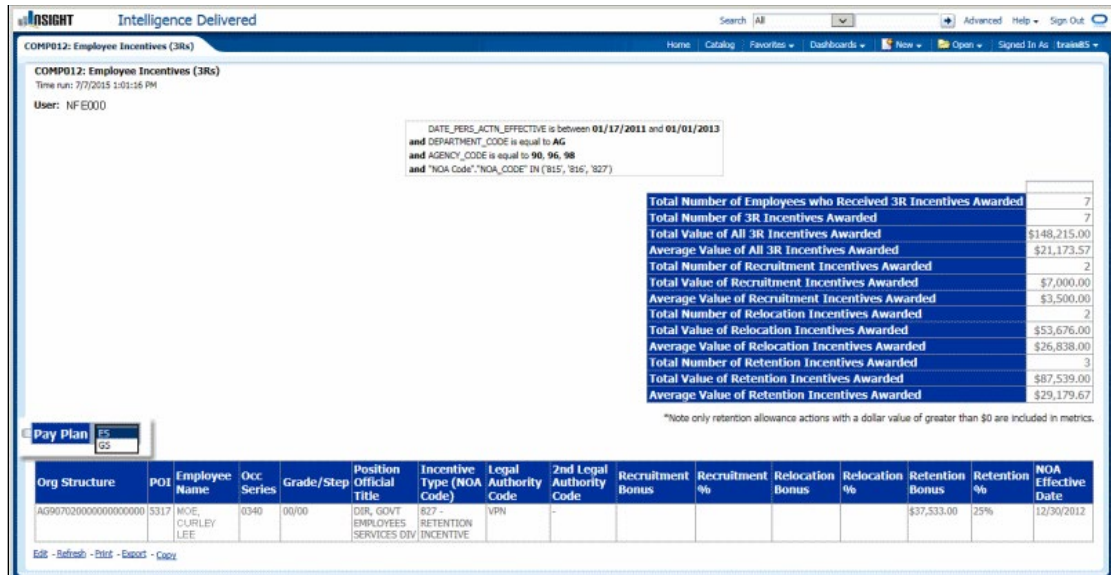 INSIGHT Intelligence Delivered Search All Advanced Help Sign Out
COMP012: Employee Incentives (3Rs) Home Catalog Favorites Dashboards New Open Signed In As train85
COMP012: Employee Incentives (3Rs)
Time run: 7/7/2015 1:01:16 PM
User: NFE000
DATE_PERS_ACTN_EFFECTIVE is between 01/17/2011 and 01/01/2013
and DEPARTMENT_CODE is equal to AG
and AGENCY_CODE is equal to 90, 96, 98
and "NOA Code"."NOA_CODE" IN ('815', '816', '827')
Total Number of Employees who Received 3R Incentives Awarded 7
Total Number of 3R Incentives Awarded 7
Total Value of All 3R Incentives Awarded $148,215.00
Average Value of All 3R Incentives Awarded $21,173.57
Total Number of Recruitment Incentives Awarded 2
Total Value of Recruitment Incentives Awarded $7,000.00
Average Value of Recruitment Incentives Awarded $3,500.00
Total Number of Relocation Incentives Awarded 2
Total Value of Relocation Incentives Awarded $53,676.00
Average Value of Relocation Incentives Awarded $26,838.00
Total Number of Retention Incentives Awarded 3
Total Value of Retention Incentives Awarded $87,539.00
Average Value of Retention Incentives Awarded $29,179.67
*Note only retention allowance actions with a dollar value of greater than $0 are included in metrics.
Pay Plan ES
GS
Org Structure POI Employee Name Occ Series Grade/Step Position Official Title Incentive Type (NOA Code) Legal Authority Code 2nd Legal Authority Code Recruitment Bonus Recruitment % Relocation Bonus Relocation % Retention Bonus Retention % NOA Effective Date
AG907020000000000000 5317 MOE, CURLEY LEE 0340 00/00 DIR, GOVT EMPLOYEES SERVICES DIV 827 - RETENTION INCENTIVE VPN - $37,533.00 25% 12/30/2012
Edit - Refresh - Print - Export - Copy